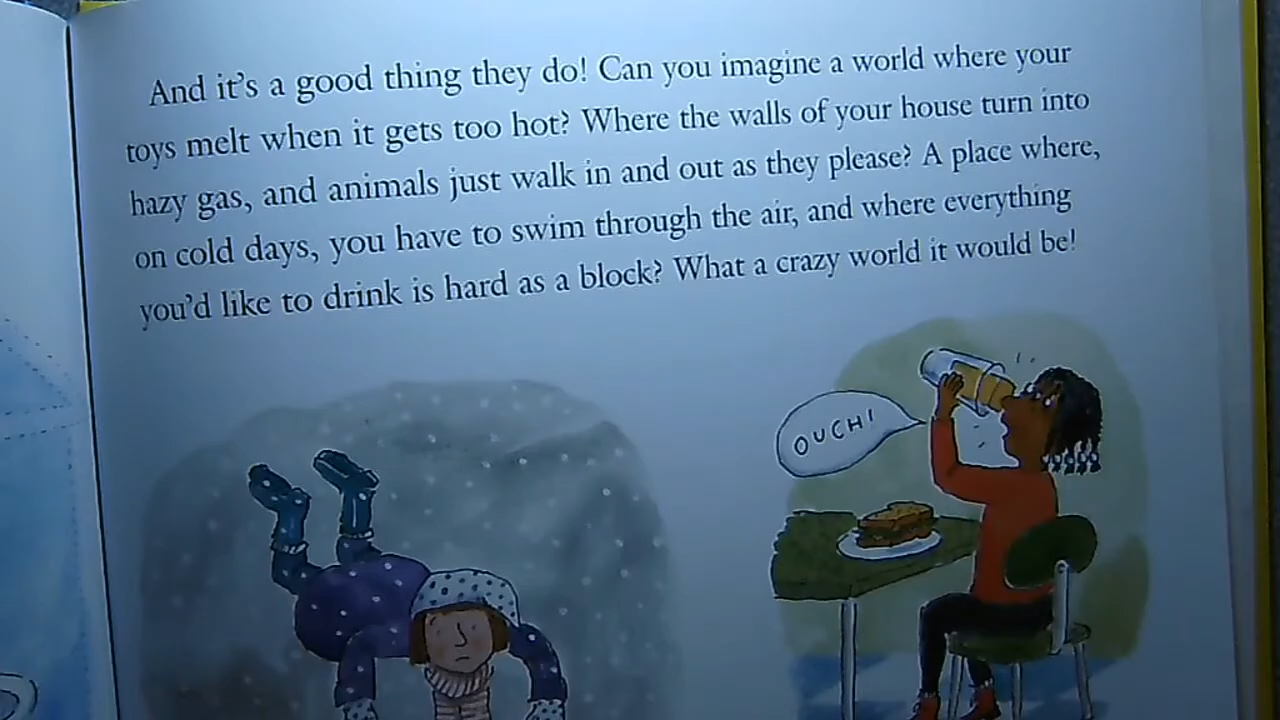 And it's a good thing they do! Can you imagine a world where your
toys melt when it gets too hot? Where the walls of your house turn into
hazy gas, and animals just walk in and out as they please? A place where,
on cold days, you have to swim through the air, and where everything
you'd like to drink is hard as a block? What a crazy world it would be!
OUCH!